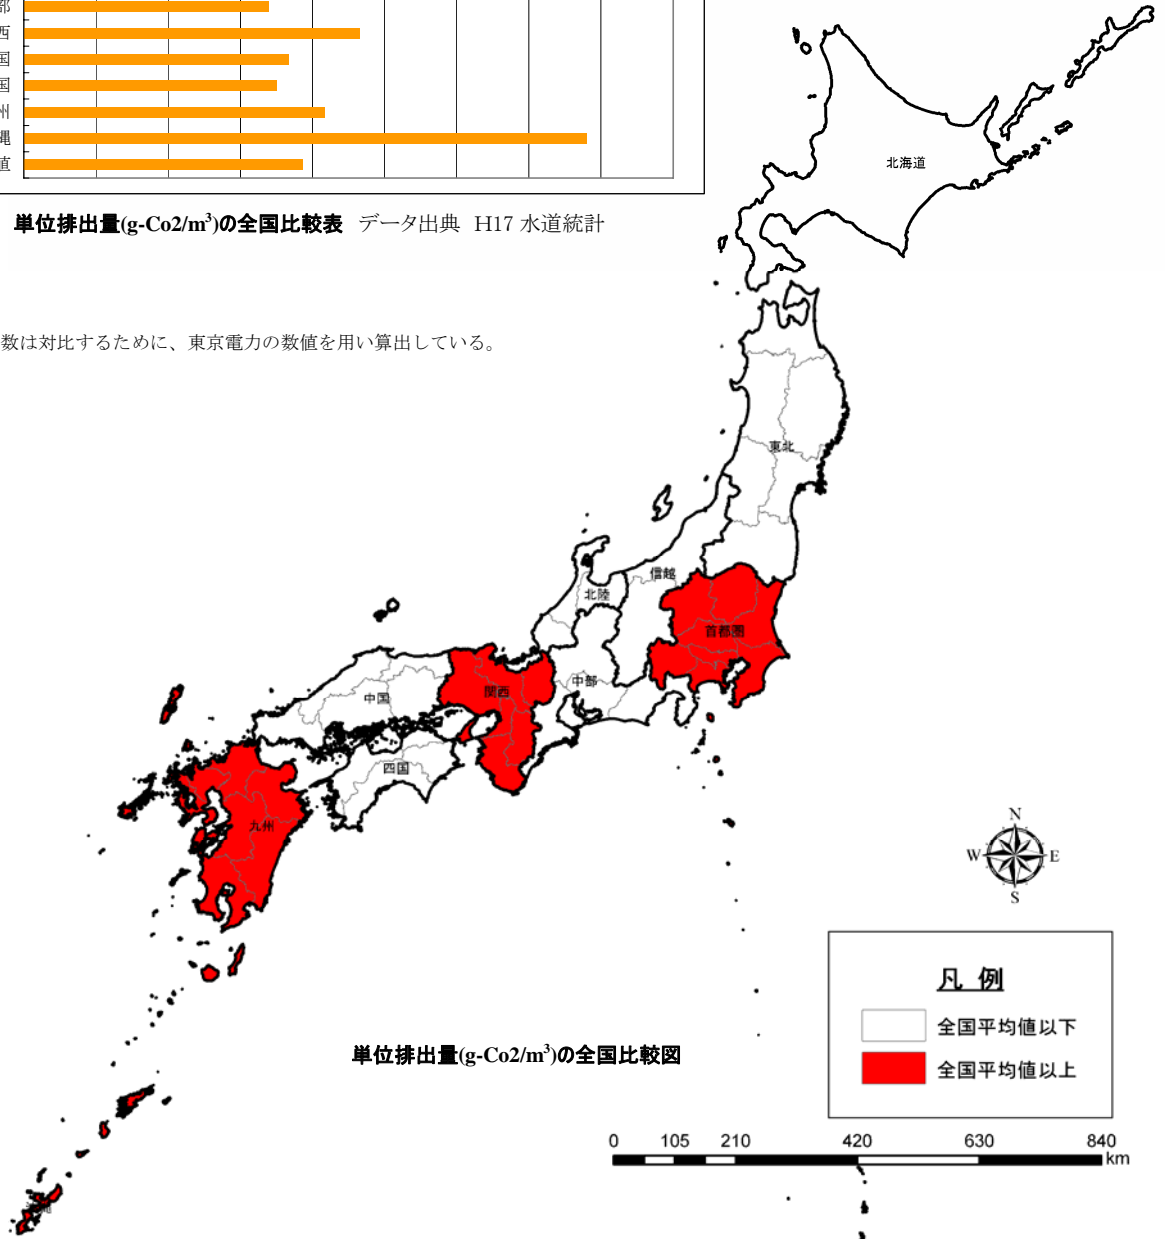 部
西
国
国
州
縄
直
単位排出量(g-Co2/m³)の全国比較表 データ出典 H17 水道統計
数は対比するために、東京電力の数値を用い算出している。
北海道
東北
信越
北陸
首都圏
中部
関西
中国
四国
九州
N
W E
S
凡 例
全国平均値以下
全国平均値以上
単位排出量(g-Co2/m³)の全国比較図
0 105 210 420 630 840
km